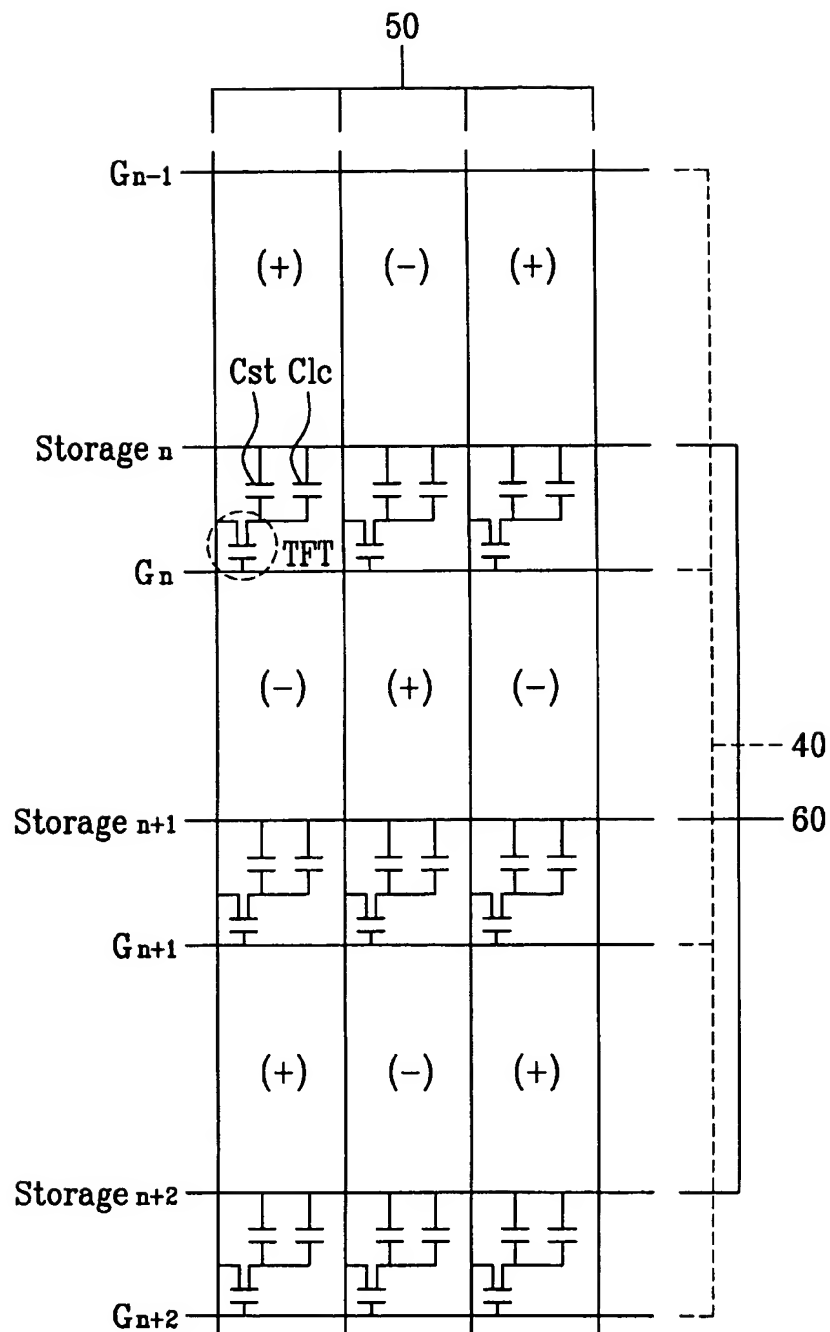 50
Gn-1
(+) (-) (+)
Cst Clc
Storage n
TFT
Gn
(-) (+) (-)
40
Storage n+1
60
Gn+1
(+) (-) (+)
Storage n+2
Gn+2